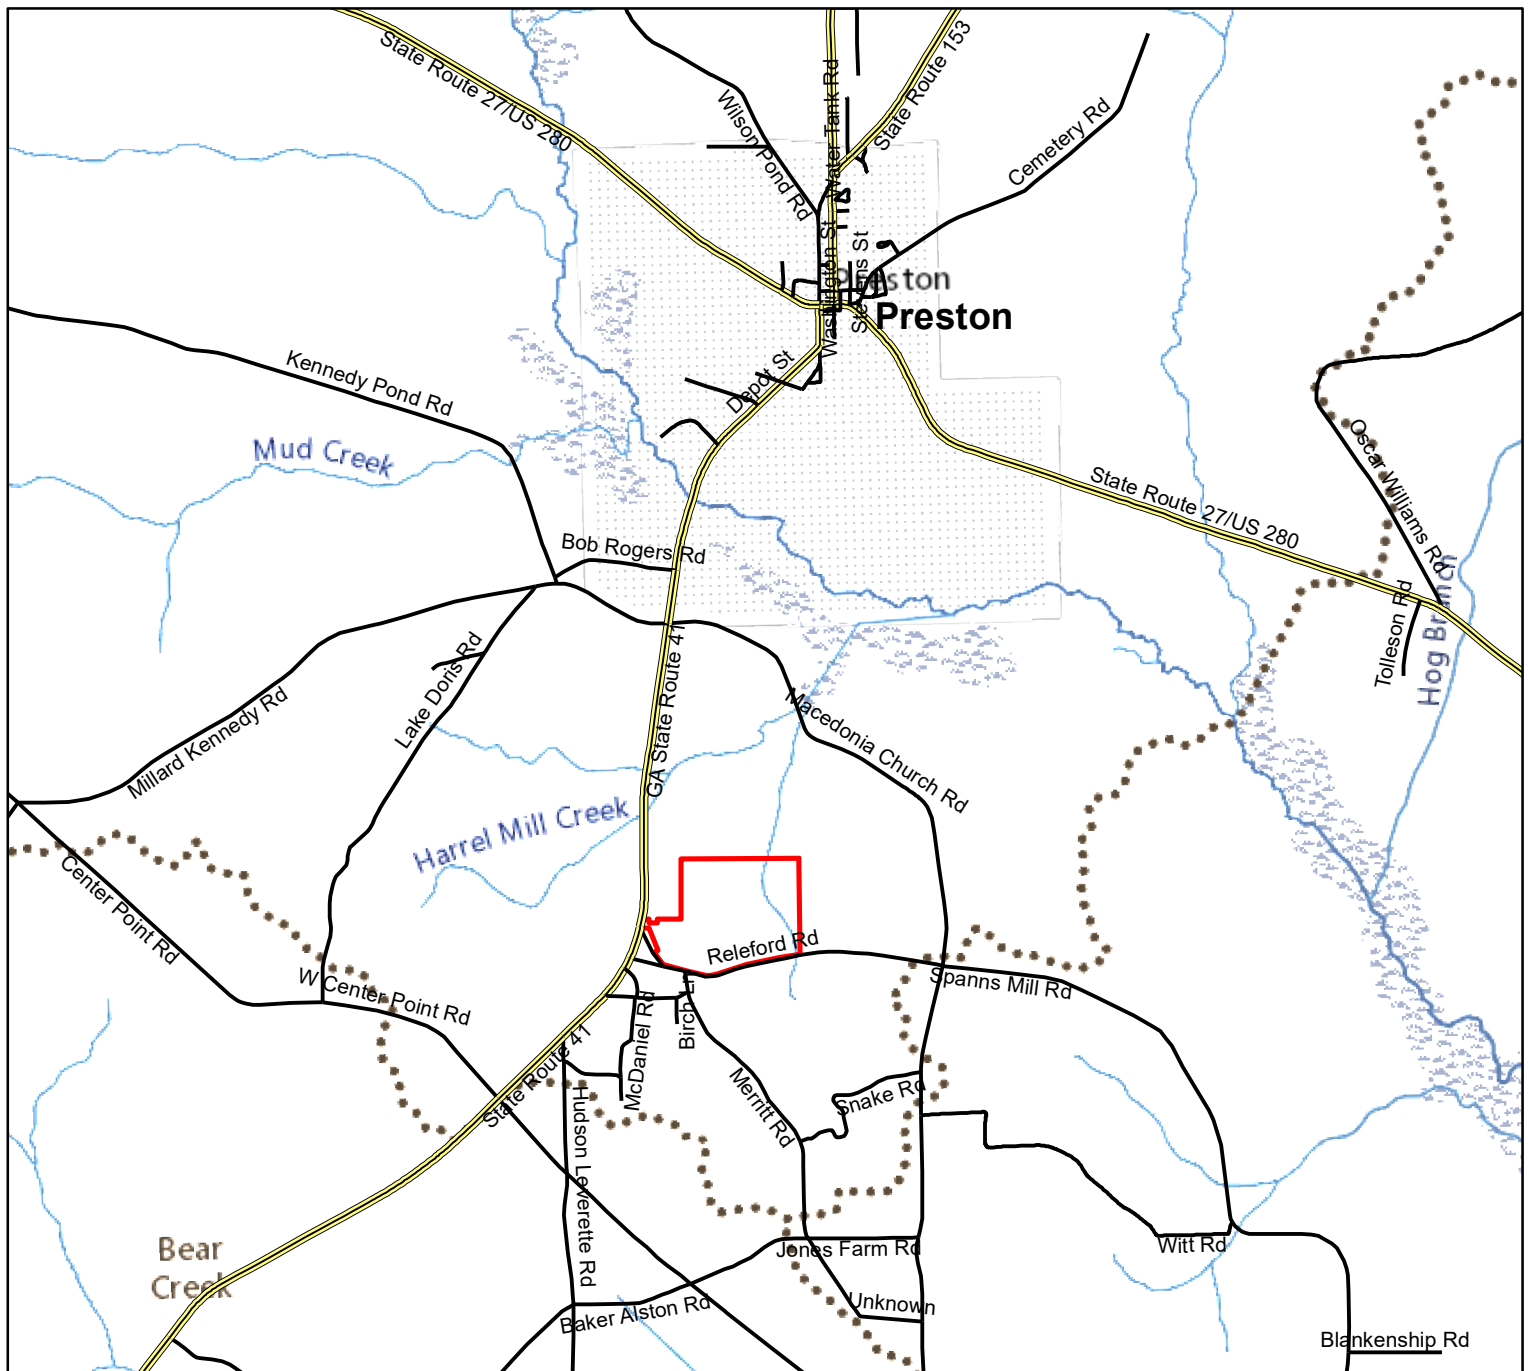 State Route 27/US 280
Wilson Pond Rd
Water Tank Rd
State Route 153
Cemetery Rd
Washington St
Stevens St
Preston
Preston
Kennedy Pond Rd
Depot St
Mud Creek
Oscar Williams Rd
State Route 27/US 280
Bob Rogers Rd
Hog Branch
Tolleson Rd
Lake Doris Rd
GA State Route 41
Millard Kennedy Rd
Macedonia Church Rd
Harrel Mill Creek
Center Point Rd
Releford Rd
W Center Point Rd
Spanns Mill Rd
Birch Ln
McDaniel Rd
State Route 41
Merritt Rd
Snake Rd
Hudson Leverette Rd
Bear
Creek
Jones Farm Rd
Witt Rd
Unknown
Baker Alston Rd
Blankenship Rd